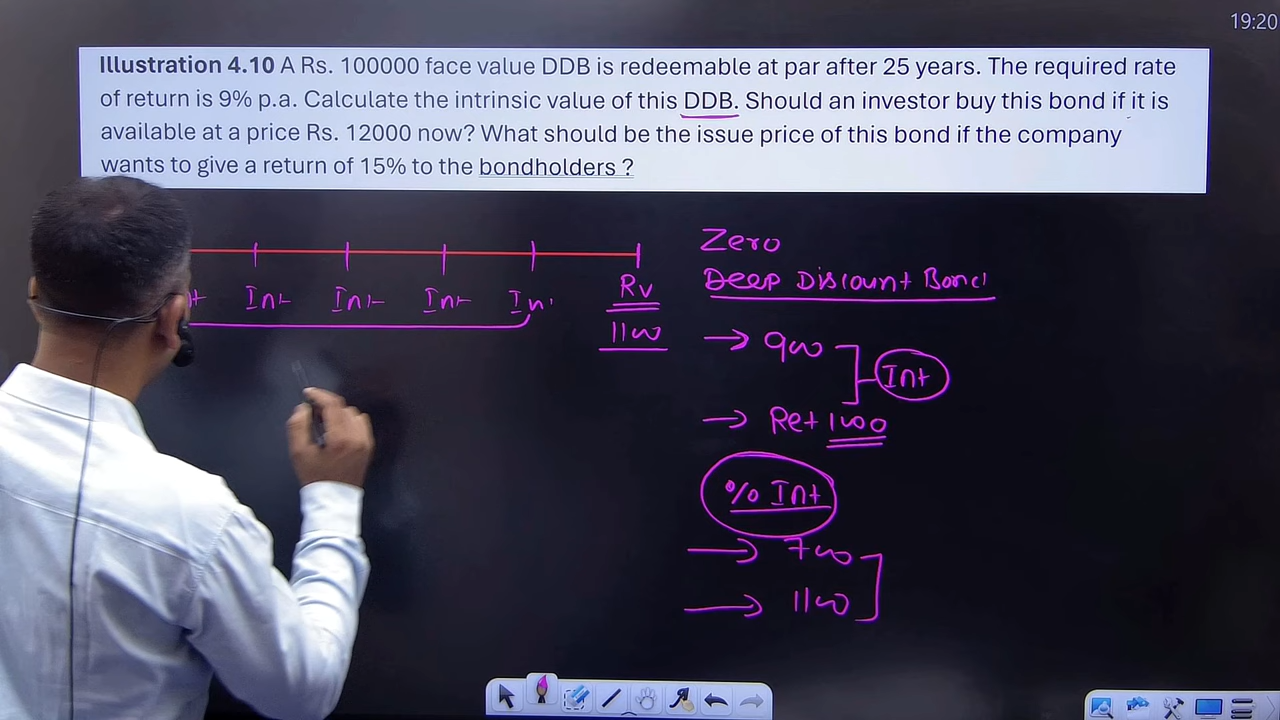 19:20
Illustration 4.10 A Rs. 100000 face value DDB is redeemable at par after 25 years. The required rate
of return is 9% p.a. Calculate the intrinsic value of this DDB. Should an investor buy this bond if it is
available at a price Rs. 12000 now? What should be the issue price of this bond if the company
wants to give a return of 15% to the bondholders ?
Zero
Deep Discount Bond
Int Int Int Int RV
1100
→ 900
Int
→ Ret 1000
% Int
→ 700
→ 1100